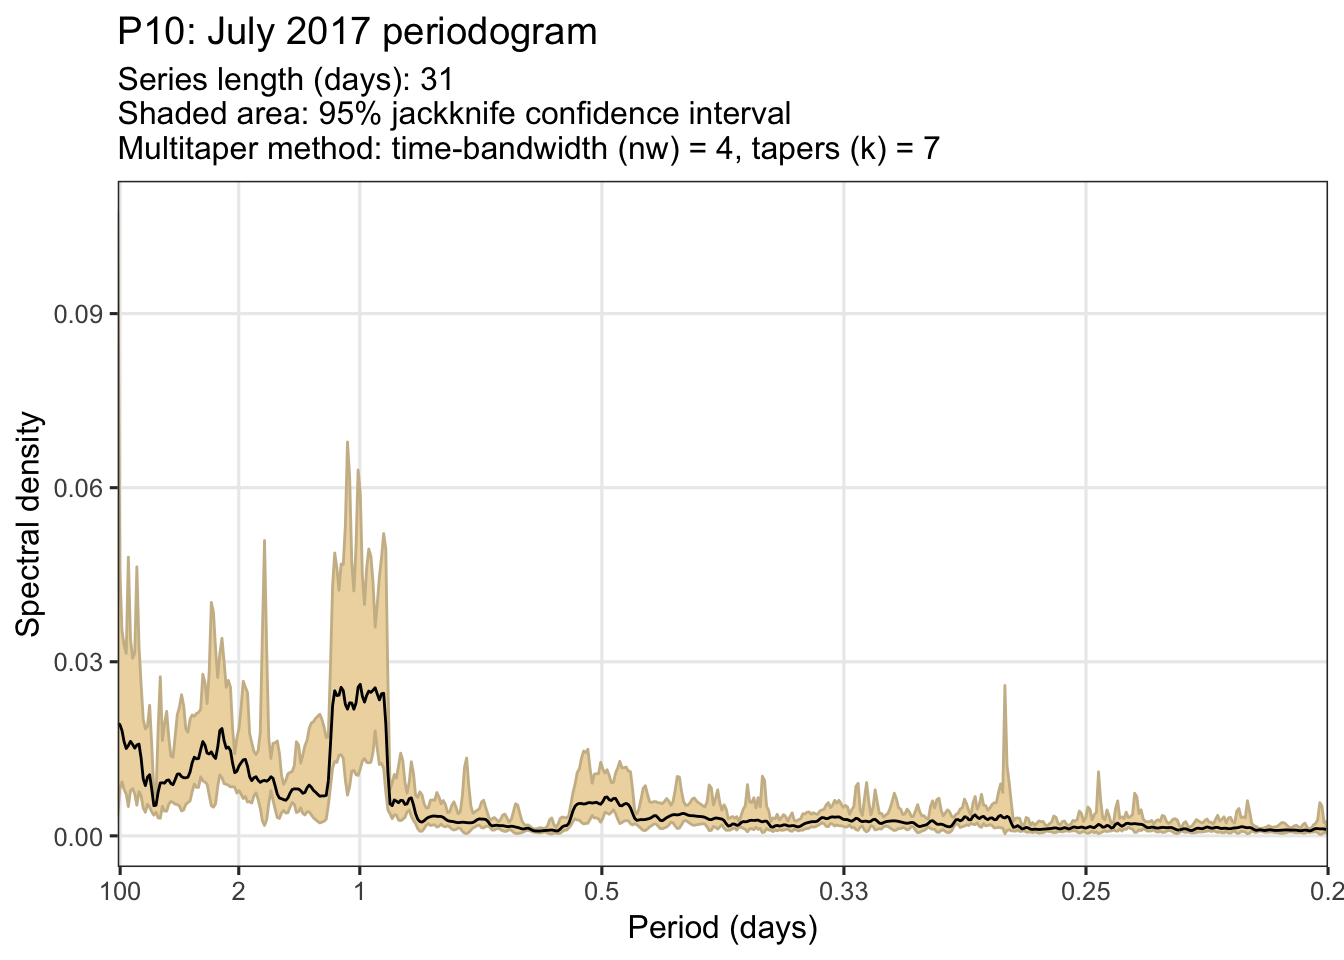 P10: July 2017 periodogram
Series length (days): 31
Shaded area: 95% jackknife confidence interval
Multitaper method: time-bandwidth (nw) = 4, tapers (k) = 7
Spectral density
0.09
0.06
0.03
0.00
100 2 1 0.5 0.33 0.25 0.2
Period (days)